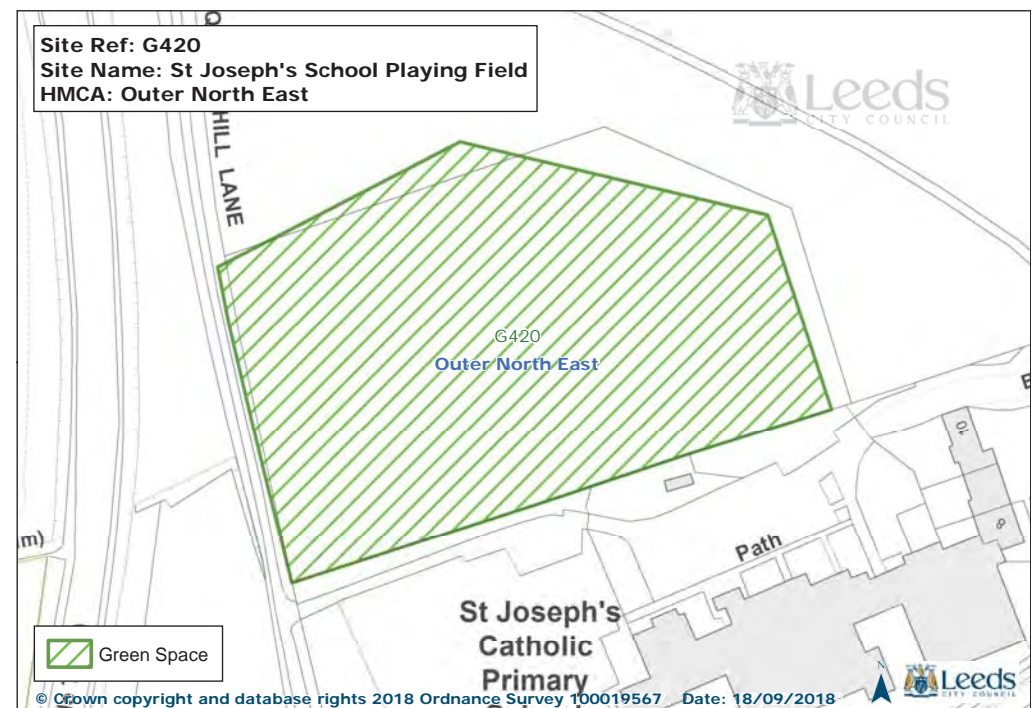 Site Ref: G420
Site Name: St Joseph's School Playing Field
HMCA: Outer North East
Leeds
CITY COUNCIL
HILL LANE
G420
Outer North East
10
8
Path
m)
St Joseph's
Catholic
Primary
Green Space
© Crown copyright and database rights 2018 Ordnance Survey 100019567 Date: 18/09/2018
N
Leeds
CITY COUNCIL